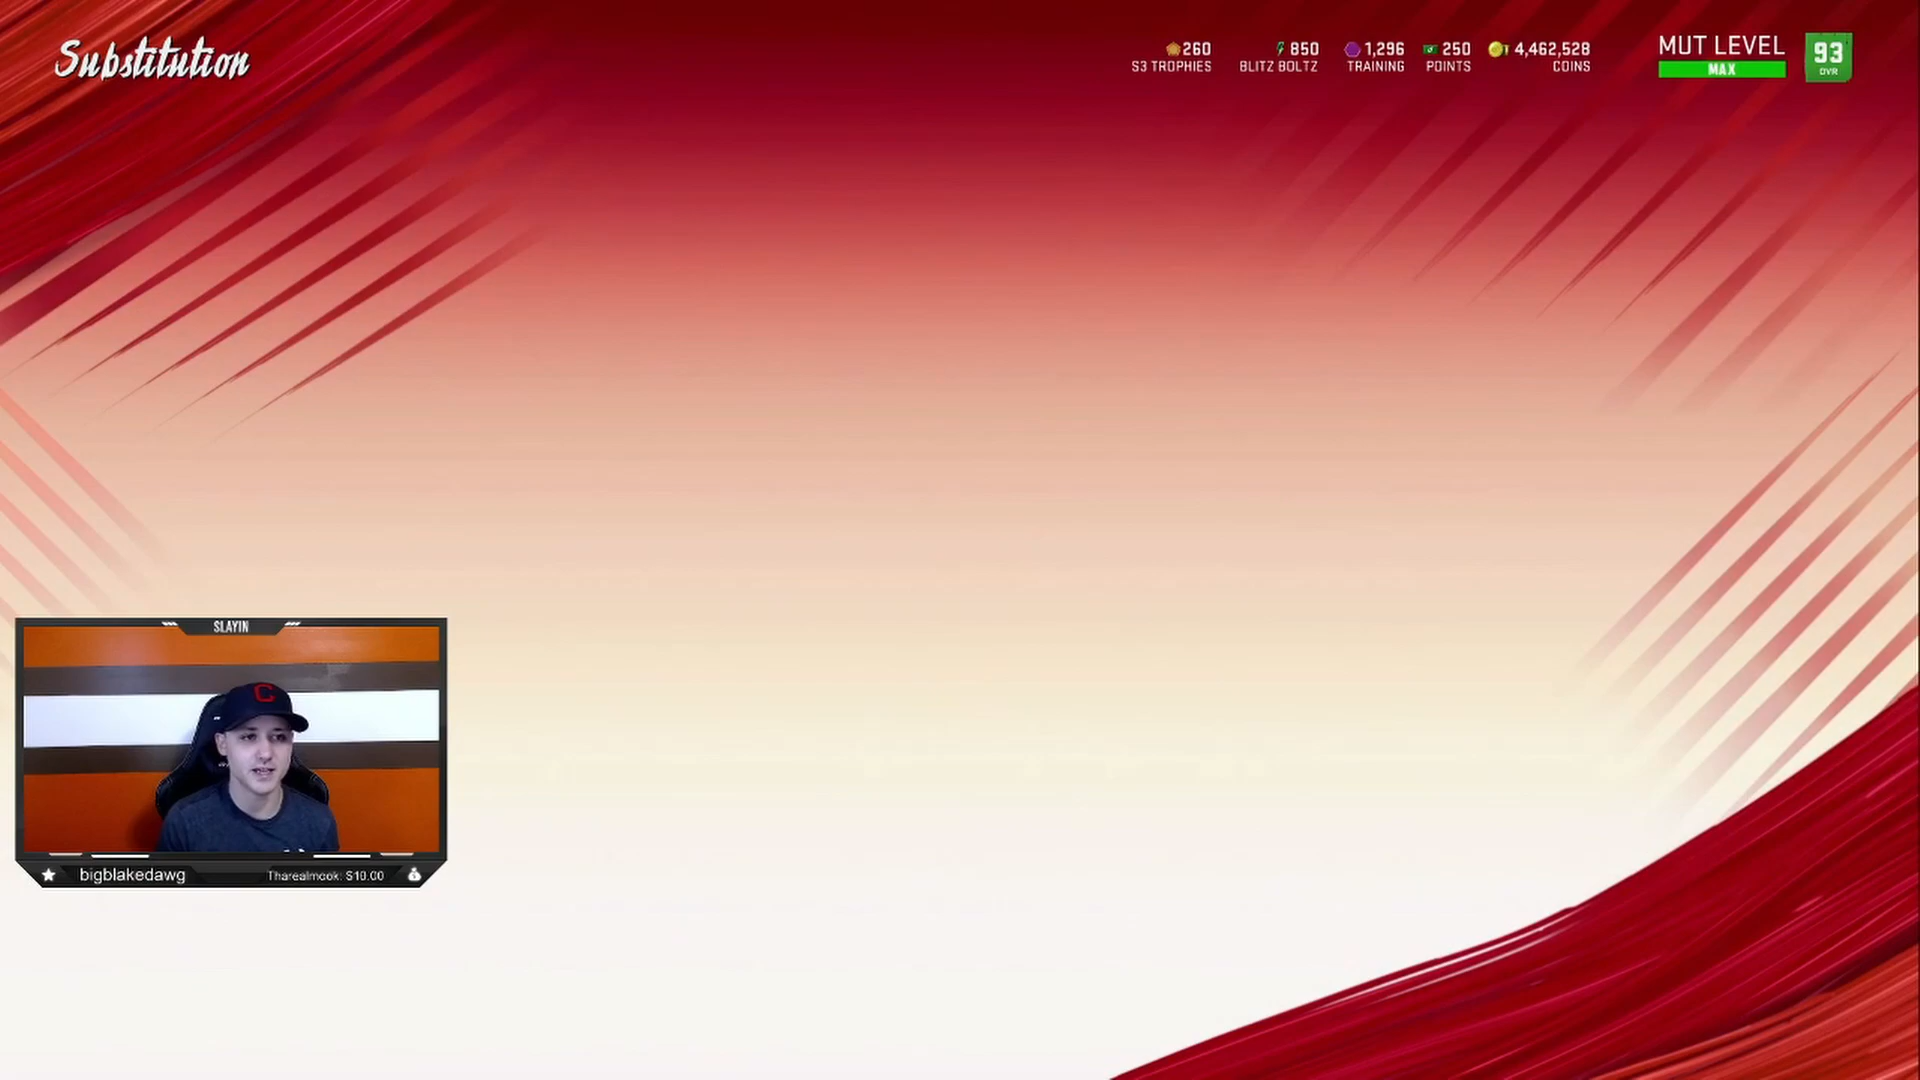 Substitution
260
S3 TROPHIES
850
BLITZ BOLTZ
1,296
TRAINING
250
POINTS
4,462,528
COINS
MUT LEVEL
MAX
93
OVR
SLAYIN
C
bigblakedawg
Tharealmook: $10.00